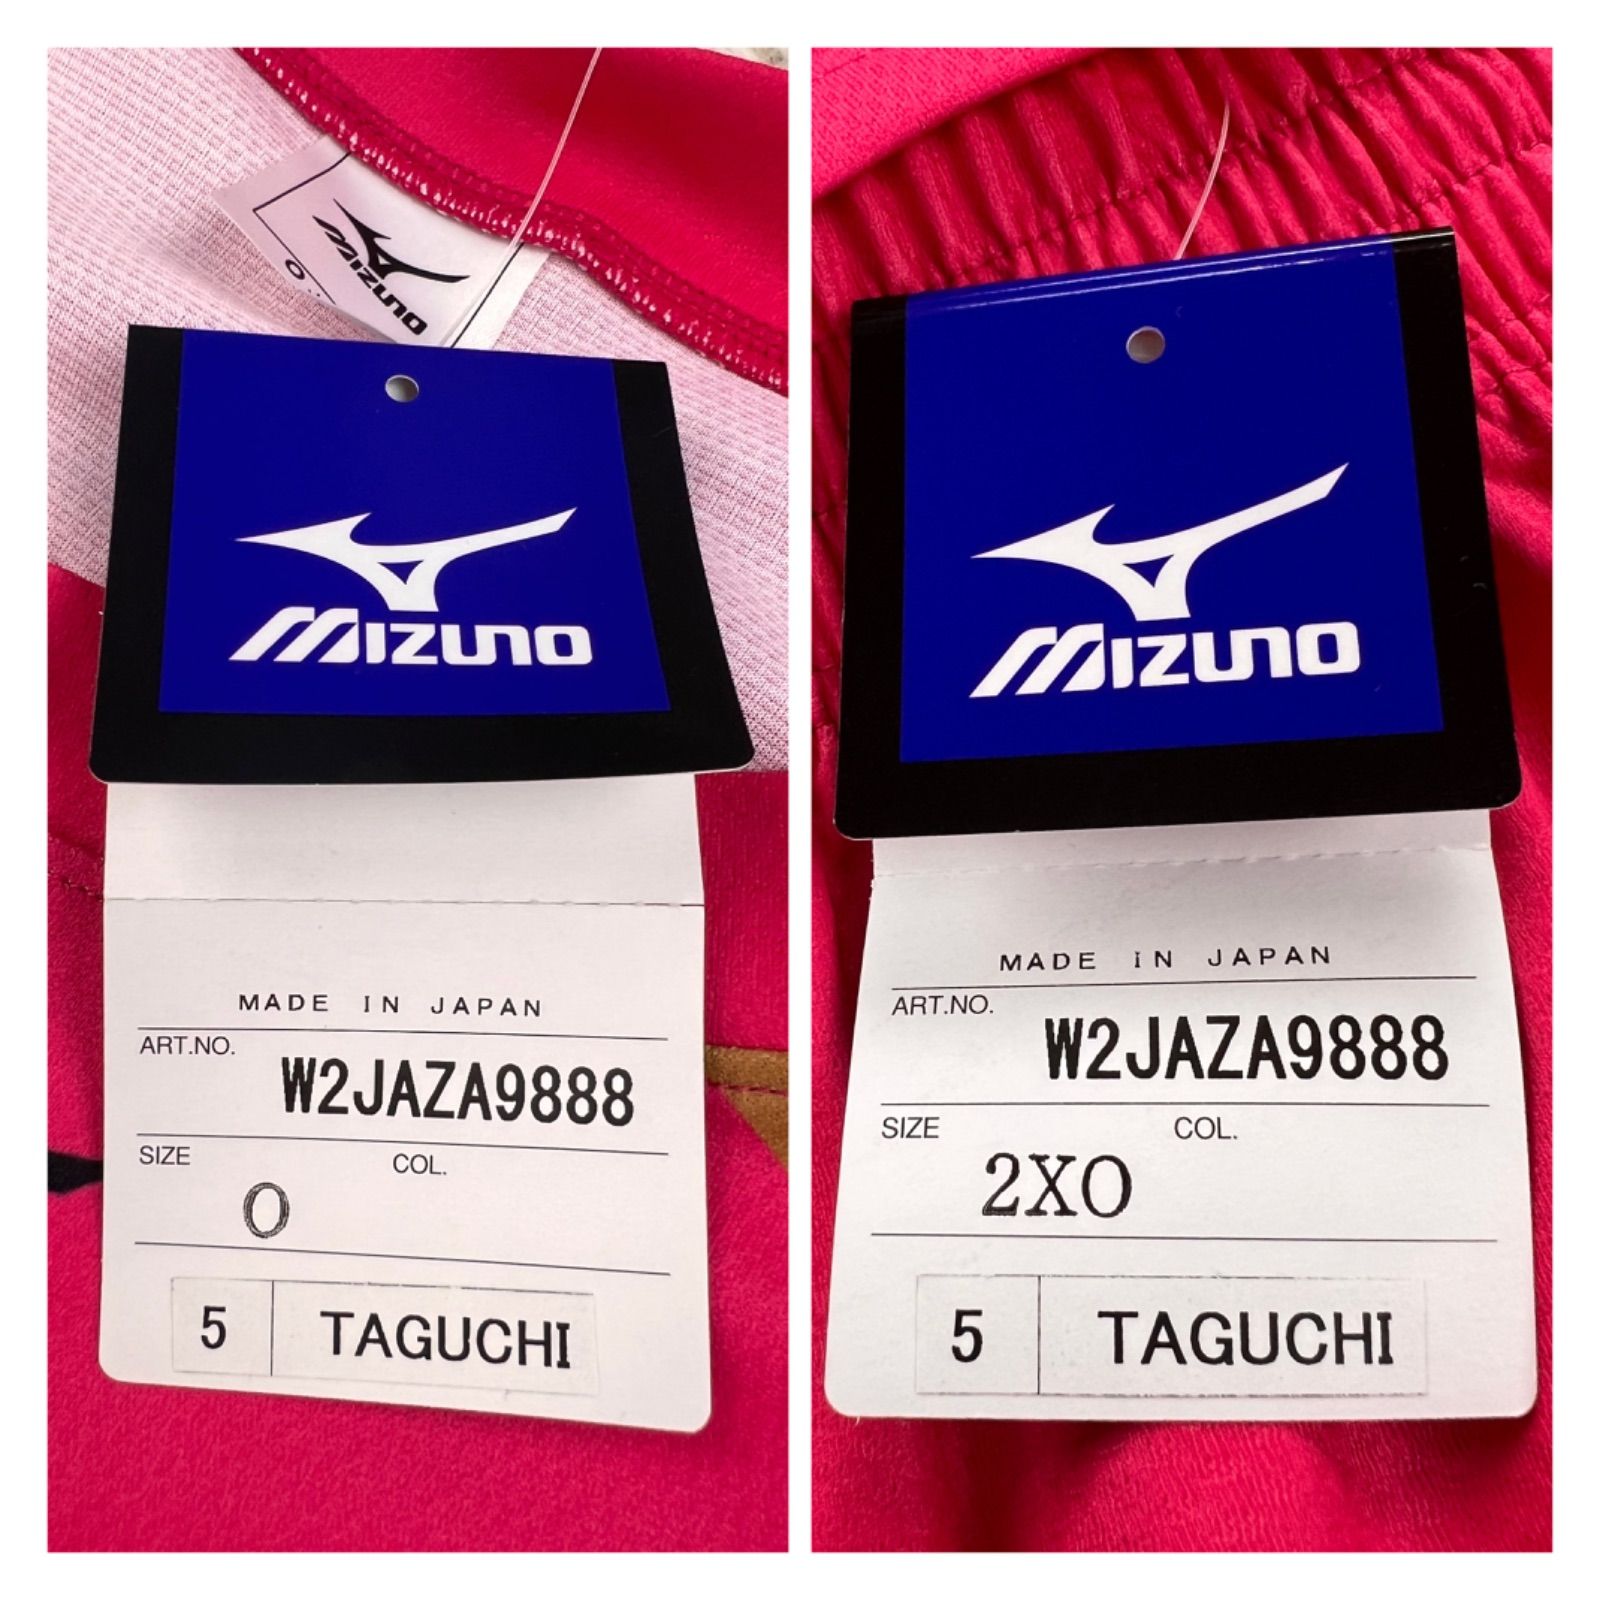 MIZUNO
O
MIZUNO
MADE IN JAPAN
ART.NO.
W2JAZA9888
SIZE COL.
O
5 TAGUCHI
MIZUNO
MADE IN JAPAN
ART.NO.
W2JAZA9888
SIZE COL.
2XO
5 TAGUCHI